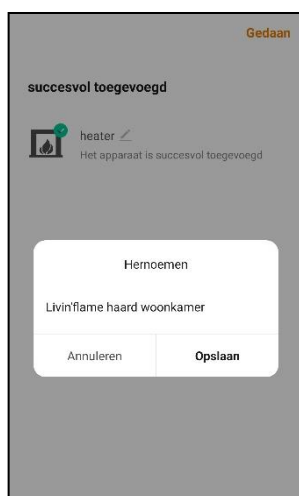 Gedaan
succesvol toegevoegd
heater
Het apparaat is succesvol toegevoegd
Hernoemen
Livin'flame haard woonkamer
Annuleren
Opslaan